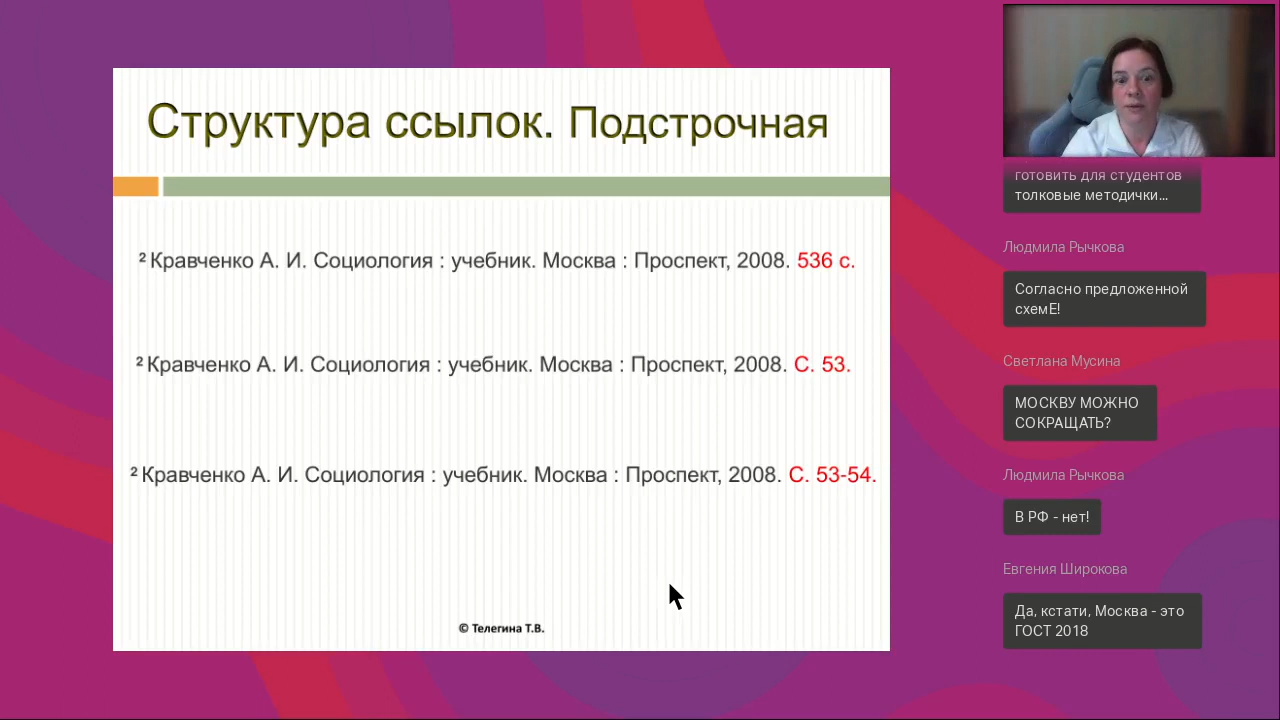 Структура ссылок. Подстрочная
² Кравченко А. И. Социология : учебник. Москва : Проспект, 2008. 536 с.
² Кравченко А. И. Социология : учебник. Москва : Проспект, 2008. С. 53.
² Кравченко А. И. Социология : учебник. Москва : Проспект, 2008. С. 53-54.
© Телегина Т.В.
готовить для студентов
толковые методички...
Людмила Рычкова
Согласно предложенной
схемЕ!
Светлана Мусина
МОСКВУ МОЖНО
СОКРАЩАТЬ?
Людмила Рычкова
В РФ - нет!
Евгения Широкова
Да, кстати, Москва - это
ГОСТ 2018